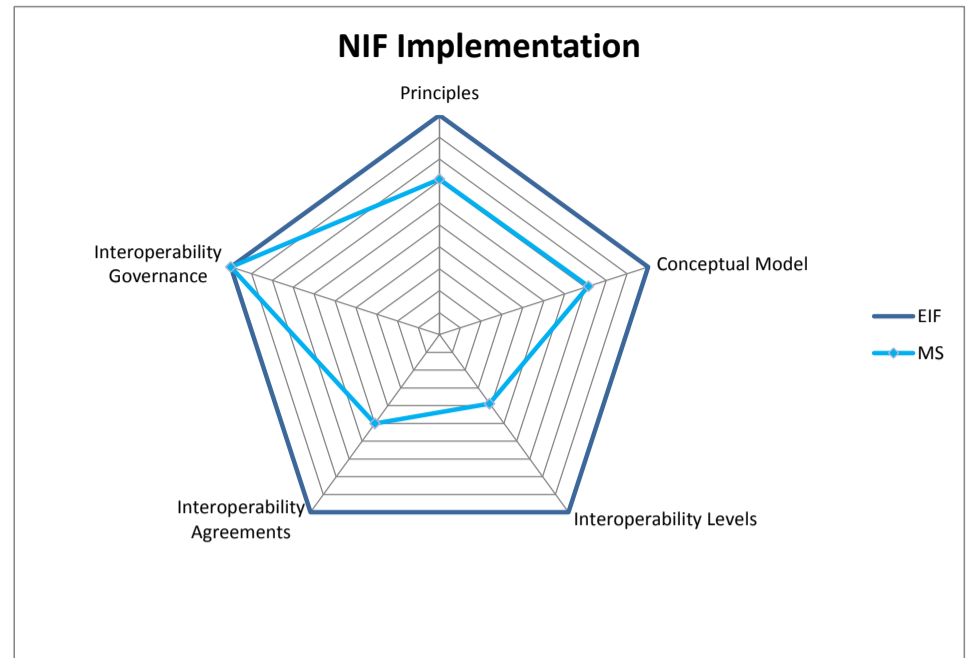 NIF Implementation
Principles
Interoperability
Governance
Conceptual Model
EIF
MS
Interoperability
Agreements
Interoperability Levels